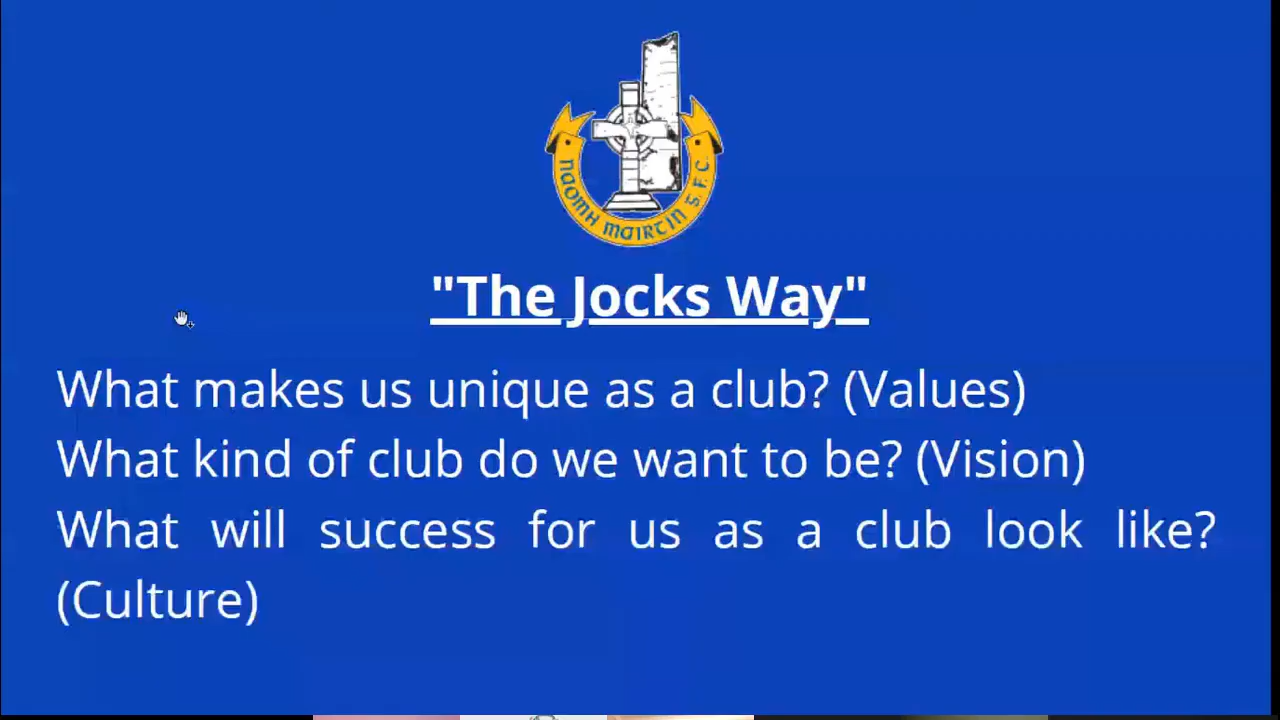 NAOMH MAIRTIN S.F.C.
"The Jocks Way"
What makes us unique as a club? (Values)
What kind of club do we want to be? (Vision)
What will success for us as a club look like?
(Culture)